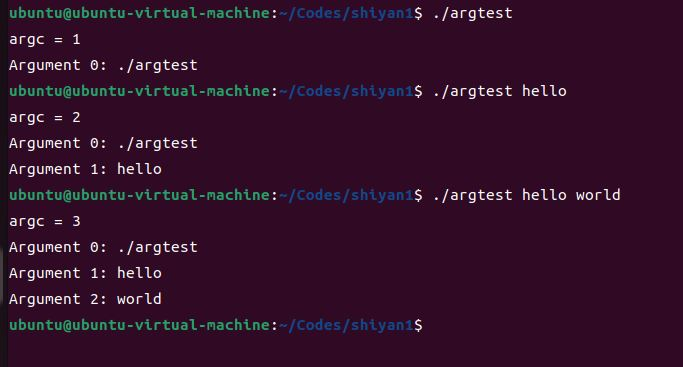 ubuntu@ubuntu-virtual-machine:~/Codes/shiyan1$ ./argtest
argc = 1
Argument 0: ./argtest
ubuntu@ubuntu-virtual-machine:~/Codes/shiyan1$ ./argtest hello
argc = 2
Argument 0: ./argtest
Argument 1: hello
ubuntu@ubuntu-virtual-machine:~/Codes/shiyan1$ ./argtest hello world
argc = 3
Argument 0: ./argtest
Argument 1: hello
Argument 2: world
ubuntu@ubuntu-virtual-machine:~/Codes/shiyan1$